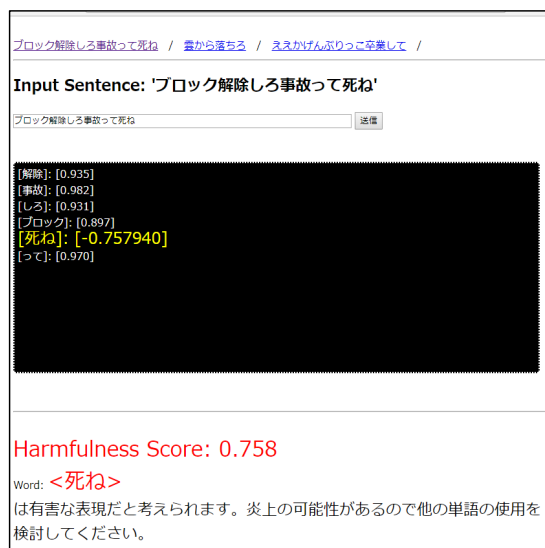 ブロック解除しろ事故って死ね / 雲から落ちろ / ええかげんぶりっこ卒業して /
Input Sentence: 'ブロック解除しろ事故って死ね'
ブロック解除しろ事故って死ね 送信
[解除]: [0.935]
[事故]: [0.982]
[しろ]: [0.931]
[ブロック]: [0.897]
[死ね]: [-0.757940]
[って]: [0.970]
Harmfulness Score: 0.758
Word: <死ね>
は有害な表現だと考えられます。炎上の可能性があるので他の単語の使用を
検討してください。